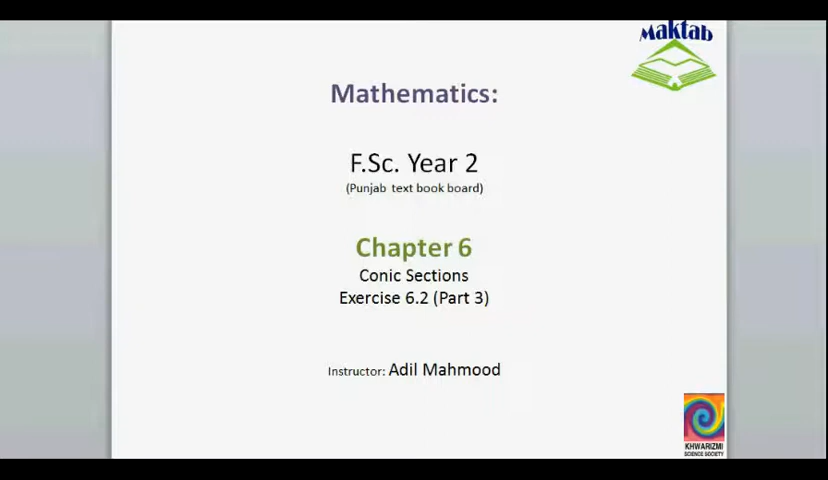 Maktab
Mathematics:
F.Sc. Year 2
(Punjab text book board)
Chapter 6
Conic Sections
Exercise 6.2 (Part 3)
Instructor: Adil Mahmood
KHWARIZMI
SCIENCE SOCIETY